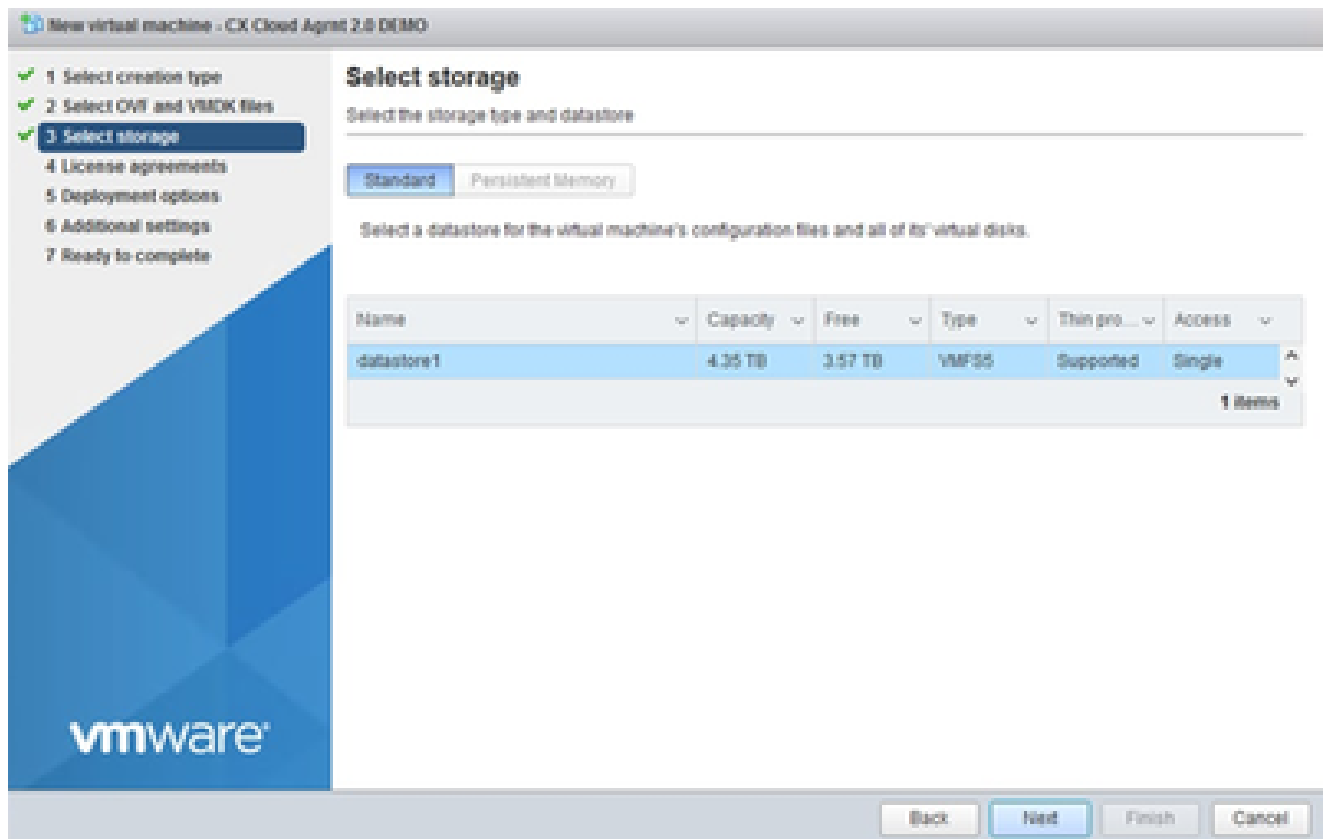 New virtual machine - CX Cloud Agrnt 2.0 DEMO
1 Select creation type
2 Select OVF and VMDK files
3 Select storage
4 License agreements
5 Deployment options
6 Additional settings
7 Ready to complete
vmware
Select storage
Select the storage type and datastore
Standard Persistent Memory
Select a datastore for the virtual machine's configuration files and all of its' virtual disks.
Name Capacity Free Type Thin pro... Access
datastore1 4.35 TB 3.57 TB VMFS5 Supported Single
1 items
Back Next Finish Cancel